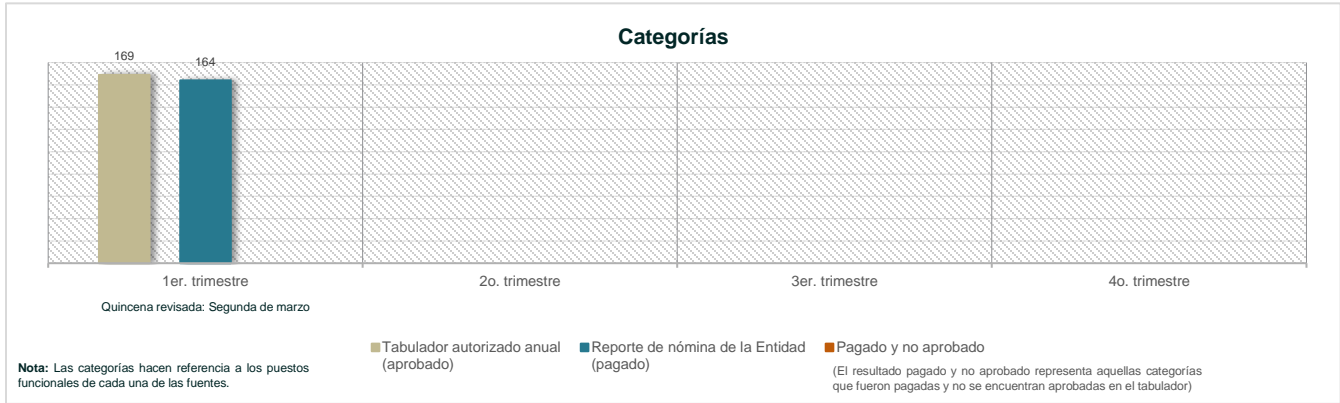 Categorías
169
164
1er. trimestre
2o. trimestre
3er. trimestre
4o. trimestre
Quincena revisada: Segunda de marzo
Tabulador autorizado anual
(aprobado)
Reporte de nómina de la Entidad
(pagado)
Pagado y no aprobado
(El resultado pagado y no aprobado representa aquellas categorías
que fueron pagadas y no se encuentran aprobadas en el tabulador)
Nota: Las categorías hacen referencia a los puestos
funcionales de cada una de las fuentes.